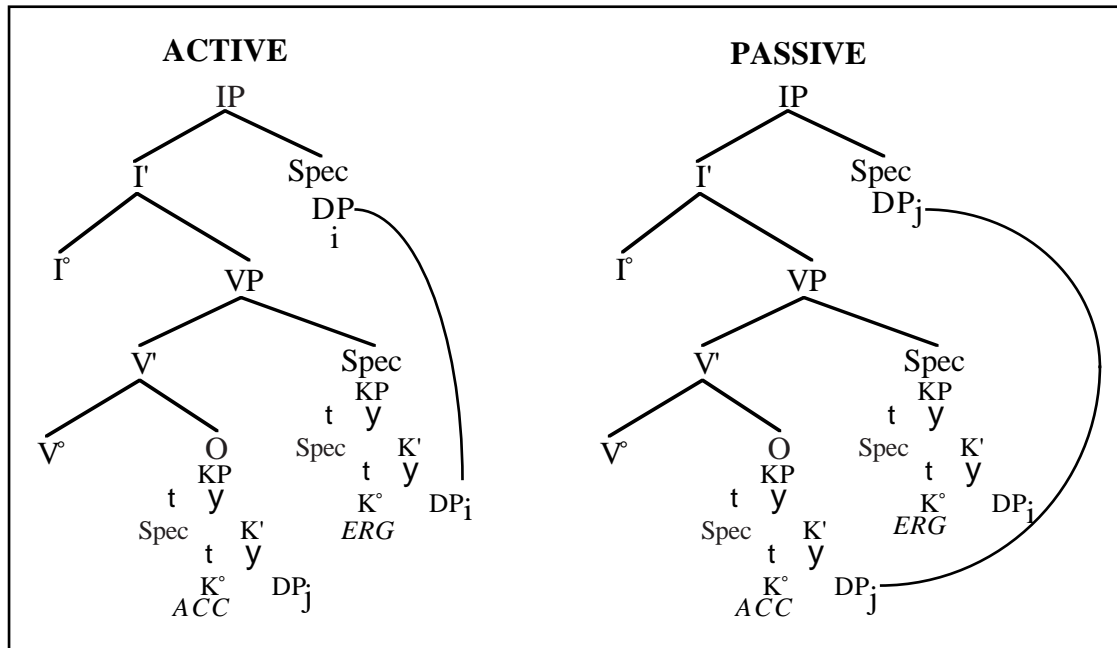 ACTIVE
IP
I'
Spec
DP
i
I°
VP
V'
Spec
KP
t y
Spec K'
t y
K° DPi
ERG
V°
O
KP
t y
Spec K'
t y
K° DPj
ACC
PASSIVE
IP
I'
Spec
DPj
I°
VP
V'
Spec
KP
t y
Spec K'
t y
K° DPi
ERG
V°
O
KP
t y
Spec K'
t y
K° DPj
ACC